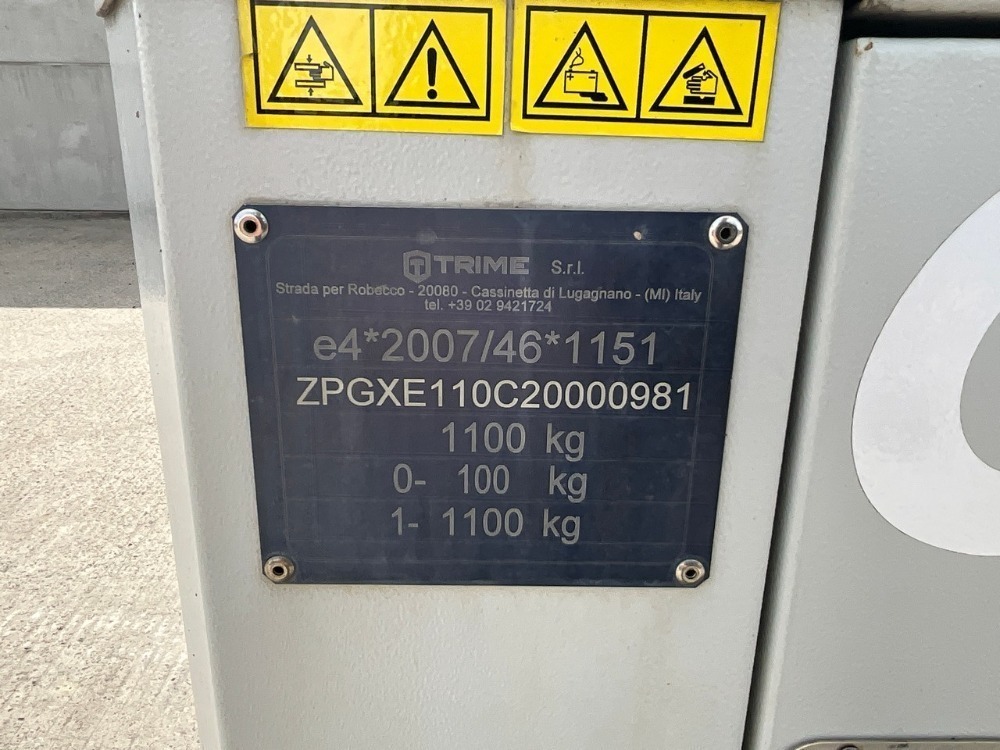 TRIME S.r.l.
Strada per Robecco - 20080 - Cassinetta di Lugagnano - (MI) Italy
tel. +39 02 9421724
e4*2007/46*1151
ZPGXE110C20000981
1100 kg
0- 100 kg
1- 1100 kg